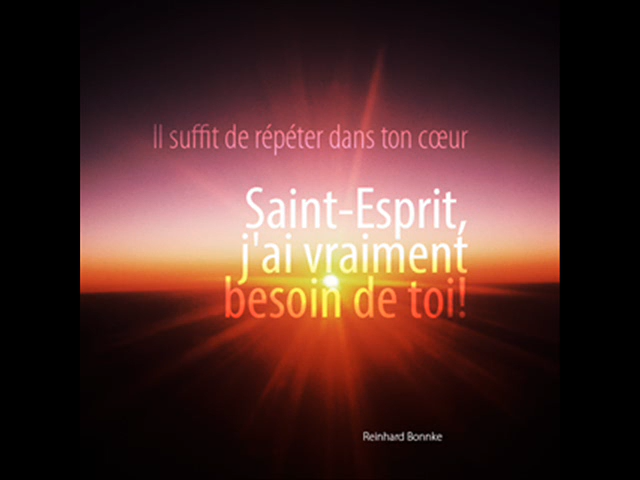 Il suffit de répéter dans ton cœur
Saint-Esprit,
j'ai vraiment
besoin de toi!
Reinhard Bonnke